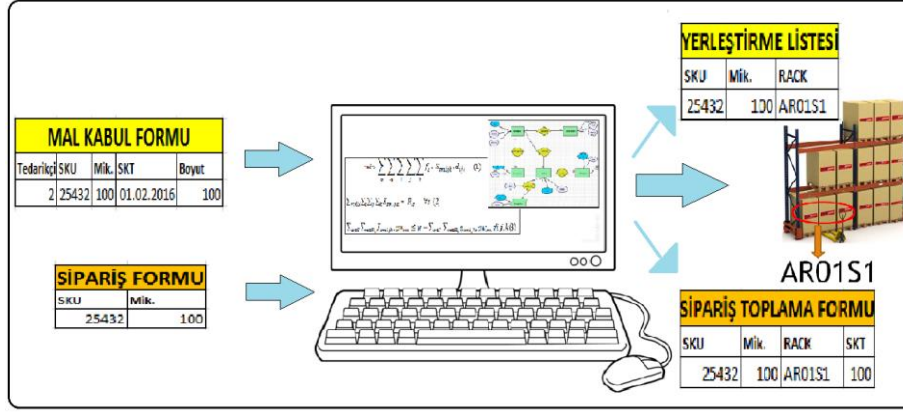 MAL KABUL FORMU
Tedarikçi SKU Mik. SKT Boyut
2 25432 100 01.02.2016 100
SİPARİŞ FORMU
SKU Mik.
25432 100
YERLEŞTİRME LİSTESİ
SKU Mik. RACK
25432 100 AR01S1
AR01S1
SİPARİŞ TOPLAMA FORMU
SKU Mik. RACK SKT
25432 100 AR01S1 100